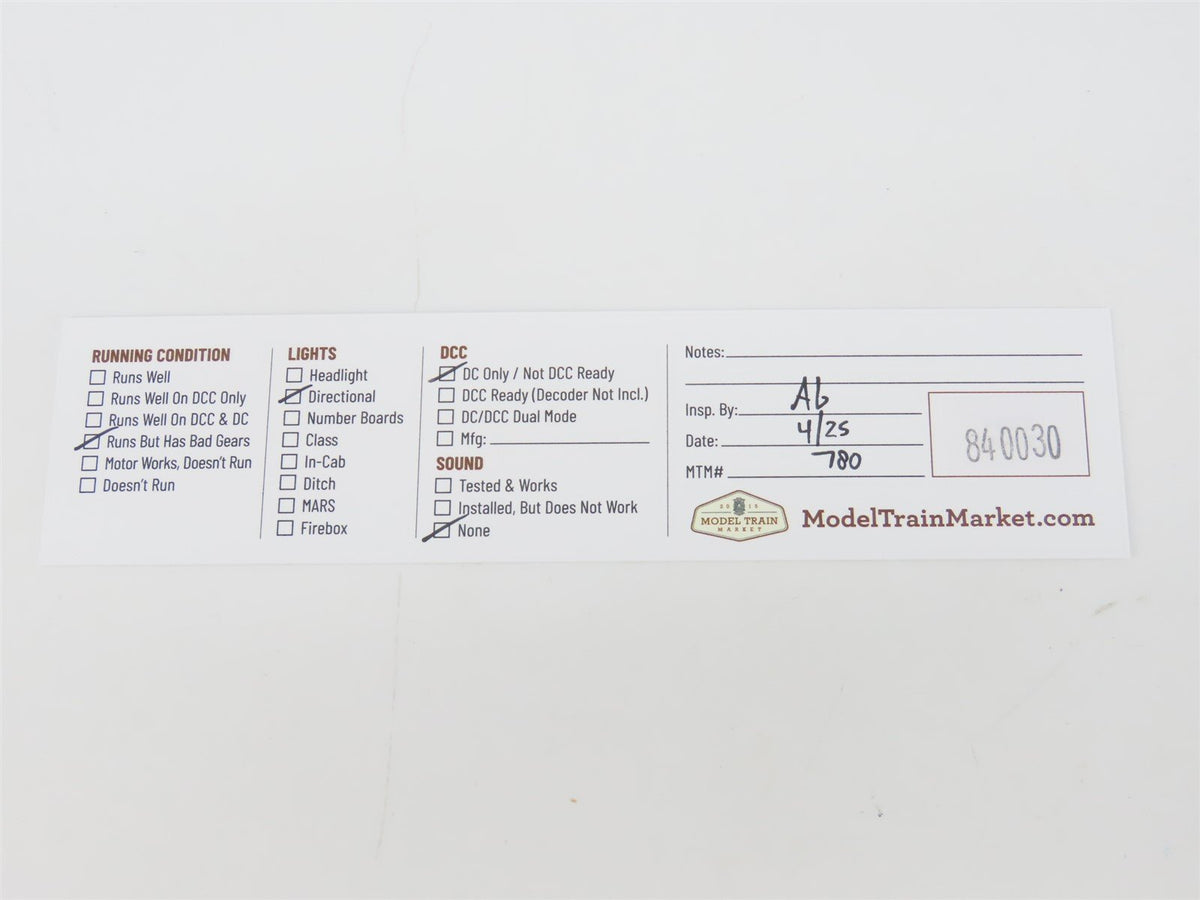 RUNNING CONDITION
Runs Well
Runs Well On DCC Only
Runs Well On DCC & DC
Runs But Has Bad Gears
Motor Works, Doesn't Run
Doesn't Run
LIGHTS
Headlight
Directional
Number Boards
Class
In-Cab
Ditch
MARS
Firebox
DCC
DC Only / Not DCC Ready
DCC Ready (Decoder Not Incl.)
DC/DCC Dual Mode
Mfg:
SOUND
Tested & Works
Installed, But Does Not Work
None
Notes:
Insp. By: Ab
Date: 4/25
MTM# 780
840030
2015
MODEL TRAIN
MARKET
ModelTrainMarket.com